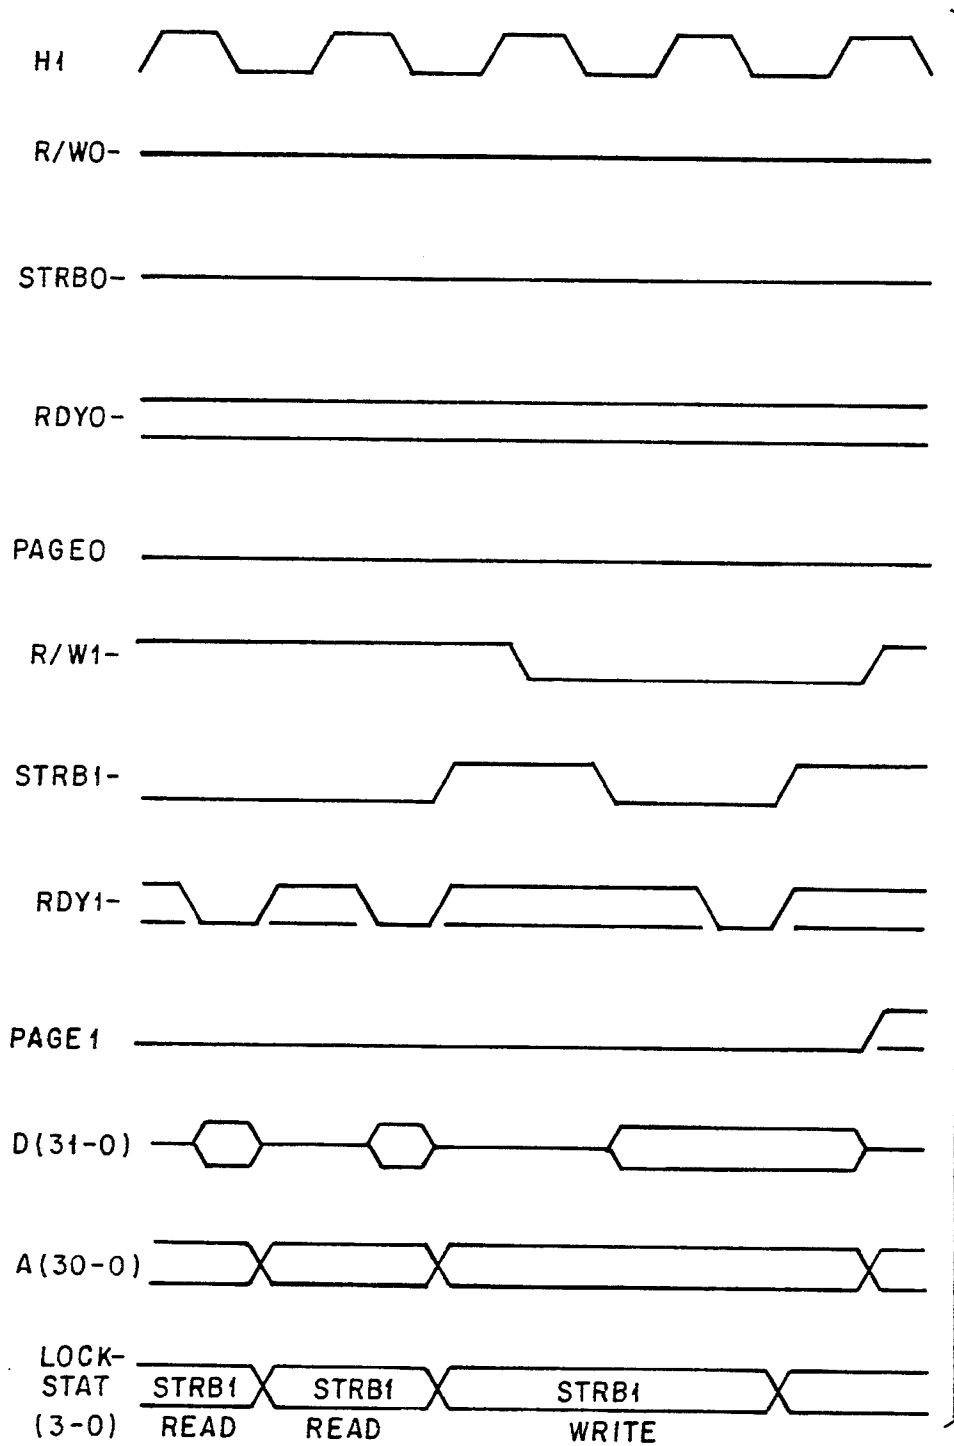 H1
R/W0-
STRB0-
RDY0-
PAGE0
R/W1-
STRB1-
RDY1-
PAGE1
D(31-0)
A(30-0)
LOCK-
STAT STRB1 STRB1 STRB1
(3-0) READ READ WRITE